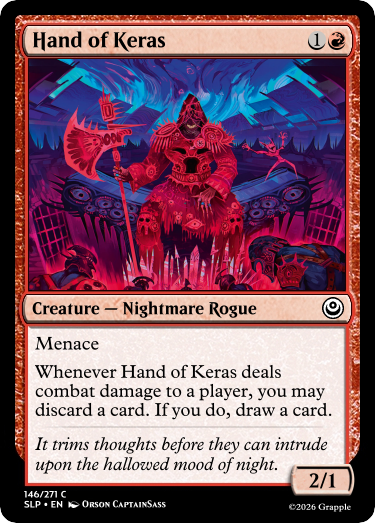 Hand of Keras
1
Creature — Nightmare Rogue
Menace
Whenever Hand of Keras deals
combat damage to a player, you may
discard a card. If you do, draw a card.
It trims thoughts before they can intrude
upon the hallowed mood of night.
2/1
146/271 C
SLP • EN Orson CaptainSass
©2026 Grapple